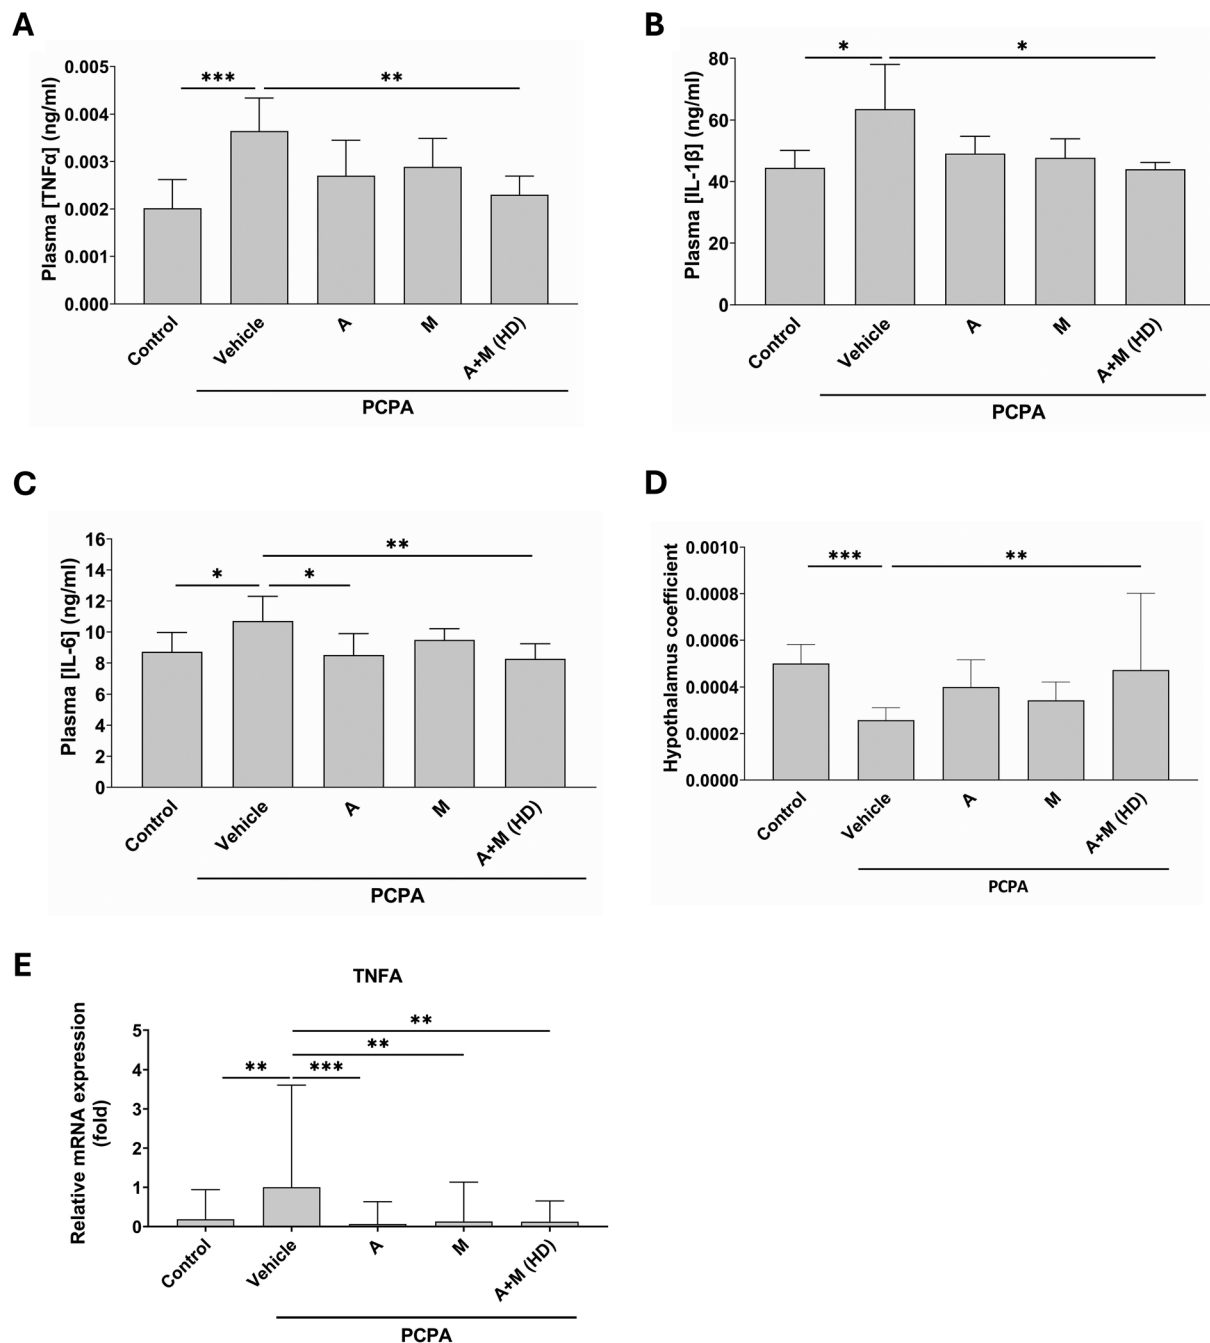 A
Plasma [TNFα] (ng/ml)
0.005
0.004
0.003
0.002
0.001
0.000
***
**
Control
Vehicle
A
M
A+M (HD)
PCPA
B
Plasma [IL-1β] (ng/ml)
80
60
40
20
0
*
*
Control
Vehicle
A
M
A+M (HD)
PCPA
C
Plasma [IL-6] (ng/ml)
16
14
12
10
8
6
4
2
0
**
*
*
Control
Vehicle
A
M
A+M (HD)
PCPA
D
Hypothalamus coefficient
0.0010
0.0008
0.0006
0.0004
0.0002
0.0000
***
**
Control
Vehicle
A
M
A+M (HD)
PCPA
E
TNFA
Relative mRNA expression
(fold)
5
4
3
2
1
0
**
**
**
***
Control
Vehicle
A
M
A+M (HD)
PCPA